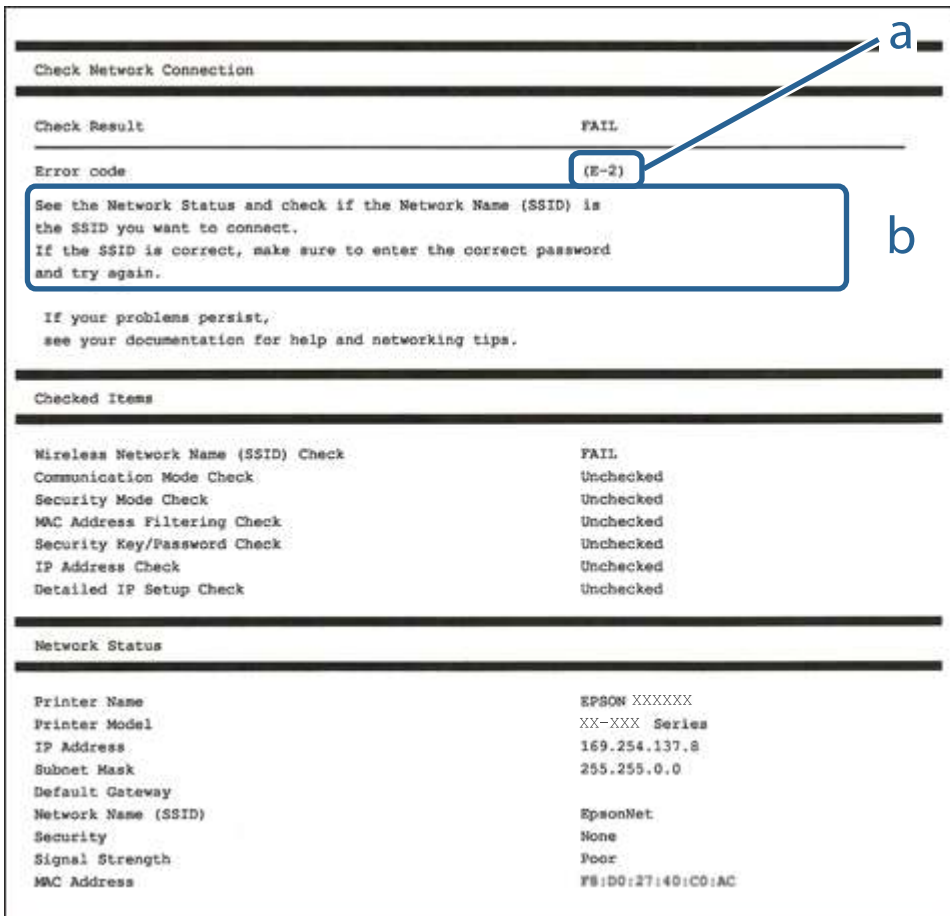 a
Check Network Connection
Check Result FAIL
Error code (E-2)
See the Network Status and check if the Network Name (SSID) is
the SSID you want to connect.
If the SSID is correct, make sure to enter the correct password
and try again.
b
If your problems persist,
see your documentation for help and networking tips.
Checked Items
Wireless Network Name (SSID) Check FAIL
Communication Mode Check Unchecked
Security Mode Check Unchecked
MAC Address Filtering Check Unchecked
Security Key/Password Check Unchecked
IP Address Check Unchecked
Detailed IP Setup Check Unchecked
Network Status
Printer Name EPSON XXXXXX
Printer Model XX-XXX Series
IP Address 169.254.137.8
Subnet Mask 255.255.0.0
Default Gateway
Network Name (SSID) EpsonNet
Security None
Signal Strength Poor
MAC Address F8:D0:27:40:C0:AC